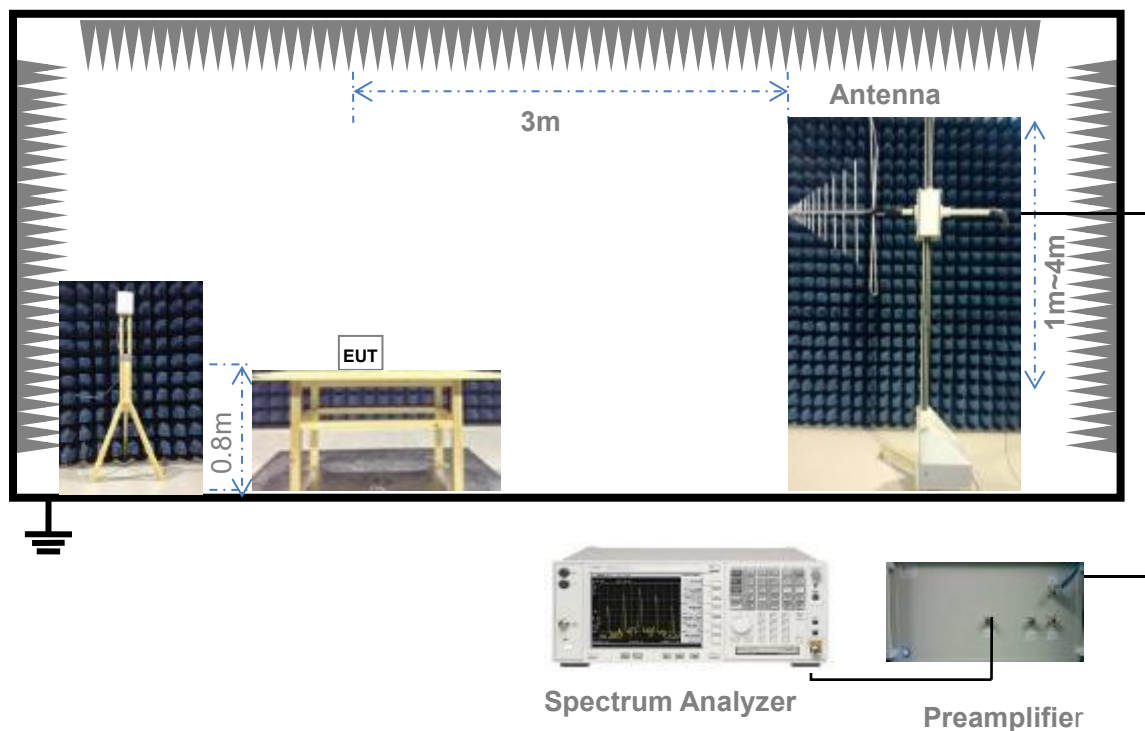 Antenna
3m
1m~4m
EUT
0.8m
Spectrum Analyzer
Preamplifier